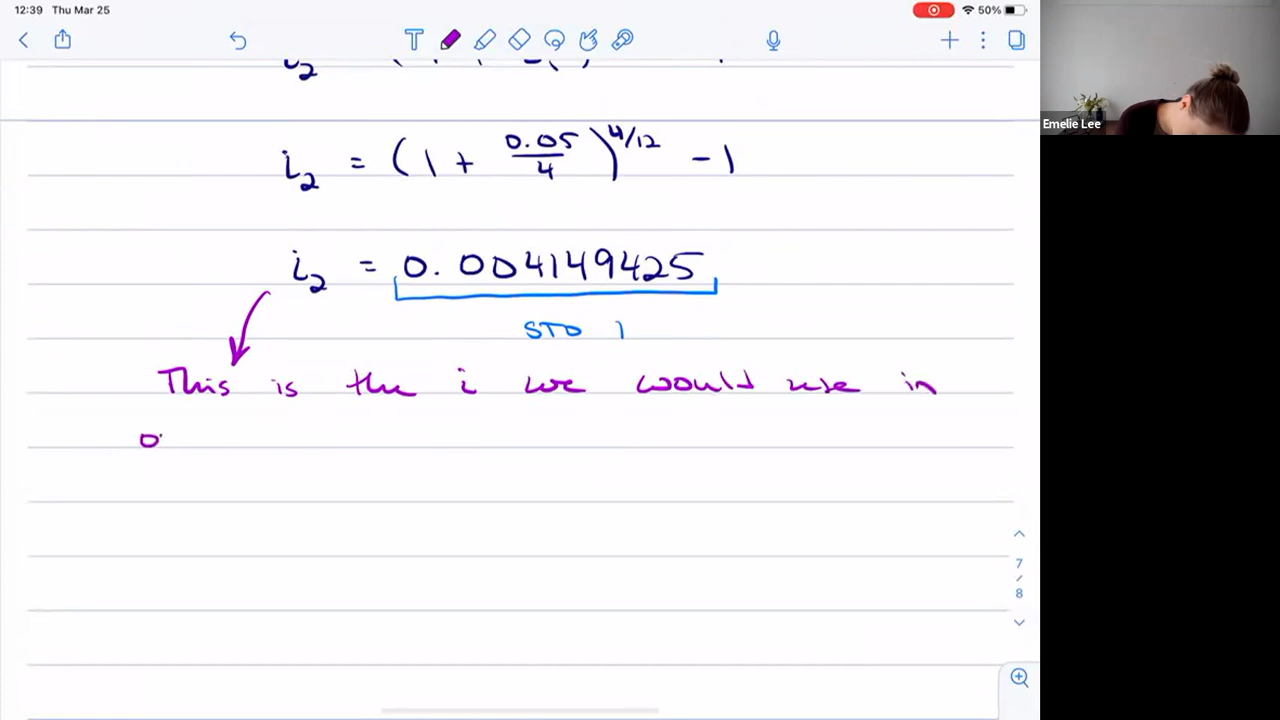 12:39 Thu Mar 25
50%
T
Emelie Lee
i₂ = (1 + 0.05/4)^4/12 - 1
i₂ = 0.004149425
STO 1
This is the i we would use in
o
7
/
8